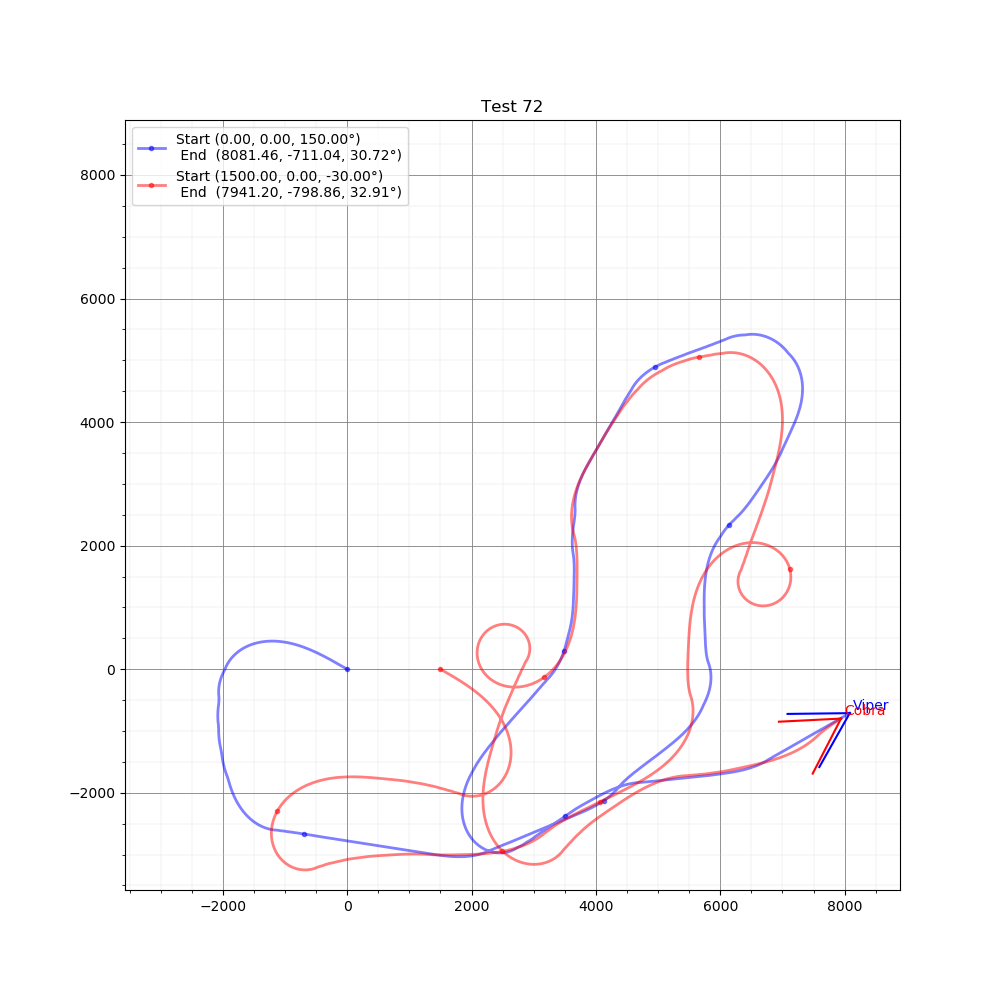 Test 72
Start (0.00, 0.00, 150.00°)
End (8081.46, -711.04, 30.72°)
Start (1500.00, 0.00, -30.00°)
End (7941.20, -798.86, 32.91°)
8000
6000
4000
2000
0
−2000
Viper
Cobra
−2000 0 2000 4000 6000 8000